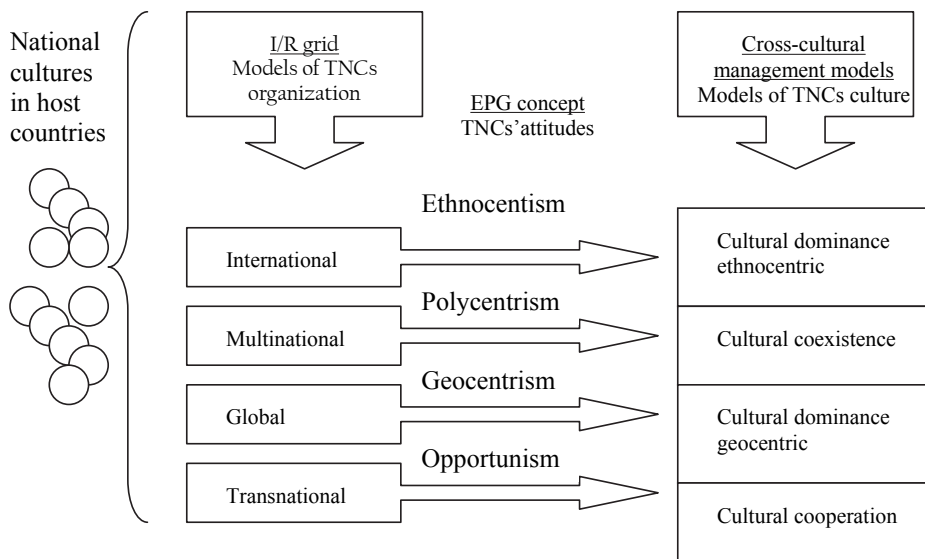 National
cultures
in host
countries
I/R grid
Models of TNCs
organization
EPG concept
TNCs’attitudes
Cross-cultural
management models
Models of TNCs culture
Ethnocentism
International
Cultural dominance
ethnocentric
Polycentrism
Multinational
Cultural coexistence
Geocentrism
Global
Cultural dominance
geocentric
Opportunism
Transnational
Cultural cooperation